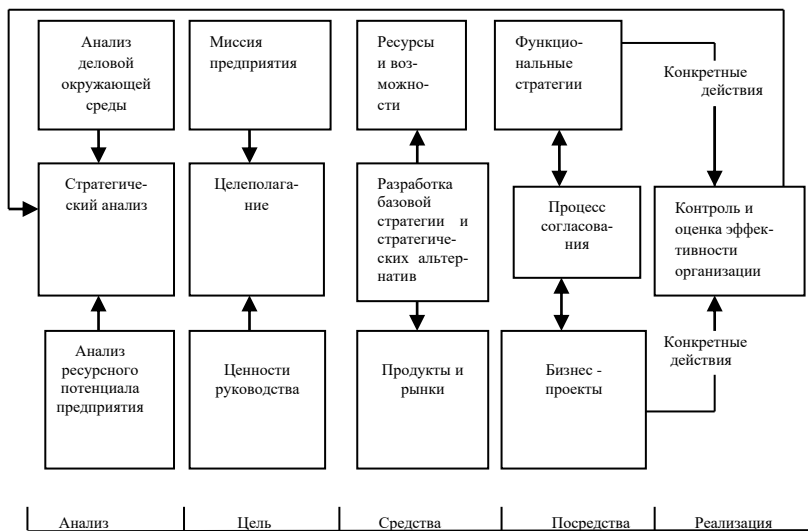 Анализ
деловой
окружающей
среды
Миссия
предприятия
Ресурсы
и воз-
можно-
сти
Функцио-
нальные
стратегии
Конкретные
действия
Стратегиче-
ский анализ
Целеполага-
ние
Разработка
базовой
стратегии и
стратегиче-
ских альтер-
натив
Процесс
согласова-
ния
Контроль и
оценка эффек-
тивности
организации
Анализ
ресурсного
потенциала
предприятия
Ценности
руководства
Продукты и
рынки
Бизнес -
проекты
Конкретные
действия
Анализ
Цель
Средства
Посредства
Реализация